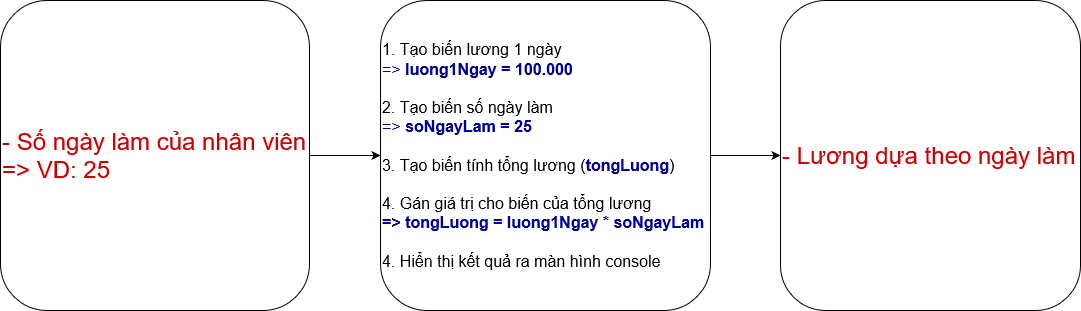 - Số ngày làm của nhân viên
=> VD: 25
1. Tạo biến lương 1 ngày
=> luong1Ngay = 100.000
2. Tạo biến số ngày làm
=> soNgayLam = 25
3. Tạo biến tính tổng lương (tongLuong)
4. Gán giá trị cho biến của tổng lương
=> tongLuong = luong1Ngay * soNgayLam
4. Hiển thị kết quả ra màn hình console
- Lương dựa theo ngày làm